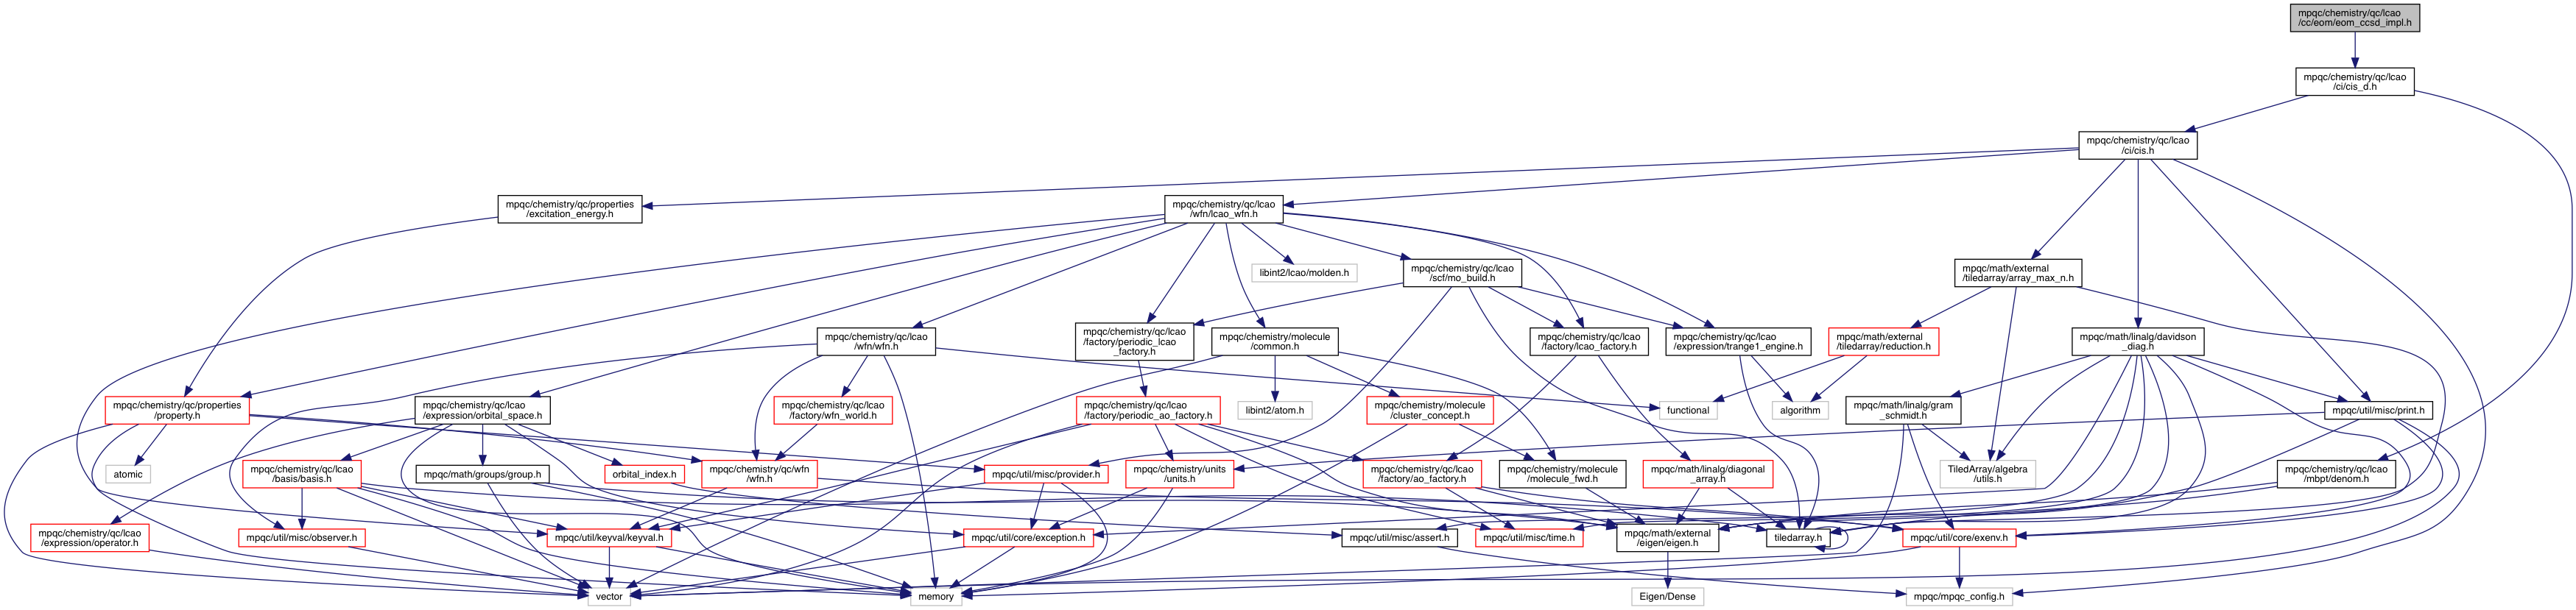 mpqc/chemistry/qc/lcao
/cc/eom/eom_ccsd_impl.h
mpqc/chemistry/qc/lcao
/ci/cis_d.h
mpqc/chemistry/qc/lcao
/ci/cis.h
mpqc/chemistry/qc/properties
/excitation_energy.h
mpqc/chemistry/qc/lcao
/wfn/lcao_wfn.h
libint2/lcao/molden.h
mpqc/chemistry/qc/lcao
/scf/mo_build.h
mpqc/math/external
/tiledarray/array_max_n.h
mpqc/chemistry/qc/lcao
/wfn/wfn.h
mpqc/chemistry/qc/lcao
/factory/periodic_lcao
_factory.h
mpqc/chemistry/molecule
/common.h
mpqc/chemistry/qc/lcao
/factory/lcao_factory.h
mpqc/chemistry/qc/lcao
/expression/trange1_engine.h
mpqc/math/external
/tiledarray/reduction.h
mpqc/math/linalg/davidson
_diag.h
mpqc/chemistry/qc/properties
/property.h
mpqc/chemistry/qc/lcao
/expression/orbital_space.h
mpqc/chemistry/qc/lcao
/factory/wfn_world.h
mpqc/chemistry/qc/lcao
/factory/periodic_ao_factory.h
libint2/atom.h
mpqc/chemistry/molecule
/cluster_concept.h
functional
algorithm
mpqc/math/linalg/gram
_schmidt.h
mpqc/util/misc/print.h
atomic
mpqc/chemistry/qc/lcao
/basis/basis.h
mpqc/math/groups/group.h
orbital_index.h
mpqc/chemistry/qc/wfn
/wfn.h
mpqc/util/misc/provider.h
mpqc/chemistry/units
/units.h
mpqc/chemistry/qc/lcao
/factory/ao_factory.h
mpqc/chemistry/molecule
/molecule_fwd.h
mpqc/math/linalg/diagonal
_array.h
TiledArray/algebra
/utils.h
mpqc/chemistry/qc/lcao
/mbpt/denom.h
mpqc/chemistry/qc/lcao
/expression/operator.h
mpqc/util/misc/observer.h
mpqc/util/keyval/keyval.h
mpqc/util/core/exception.h
mpqc/util/misc/assert.h
mpqc/util/misc/time.h
mpqc/math/external
/eigen/eigen.h
tiledarray.h
mpqc/util/core/exenv.h
vector
memory
Eigen/Dense
mpqc/mpqc_config.h